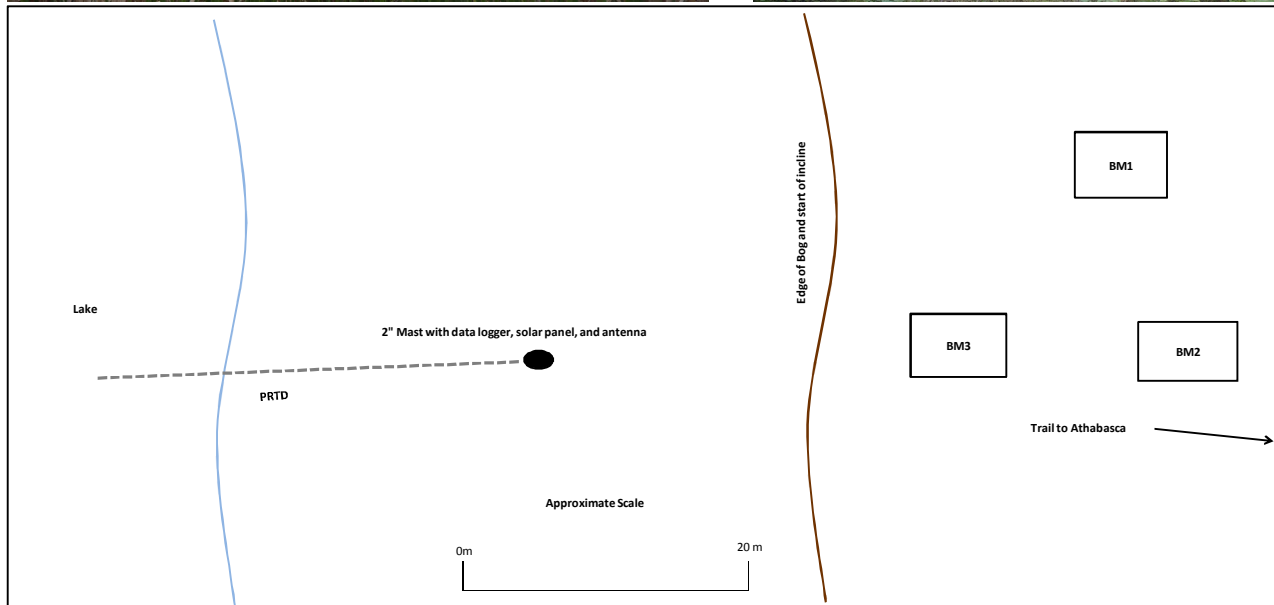 BM1
Edge of Bog and start of incline
Lake
2" Mast with data logger, solar panel, and antenna
BM3
BM2
PRTD
Trail to Athabasca
Approximate Scale
0m
20 m